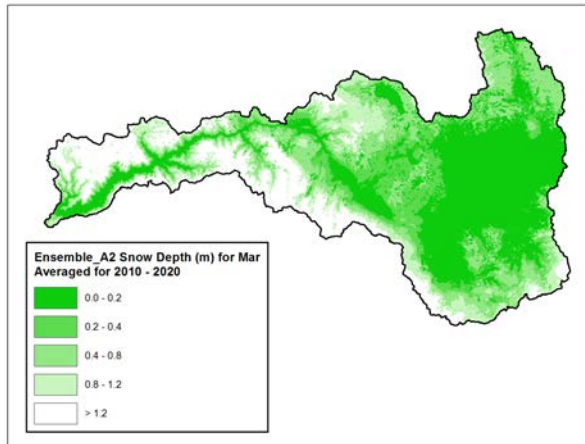 Ensemble_A2 Snow Depth (m) for Mar
Averaged for 2010 - 2020
0.0 - 0.2
0.2 - 0.4
0.4 - 0.8
0.8 - 1.2
> 1.2